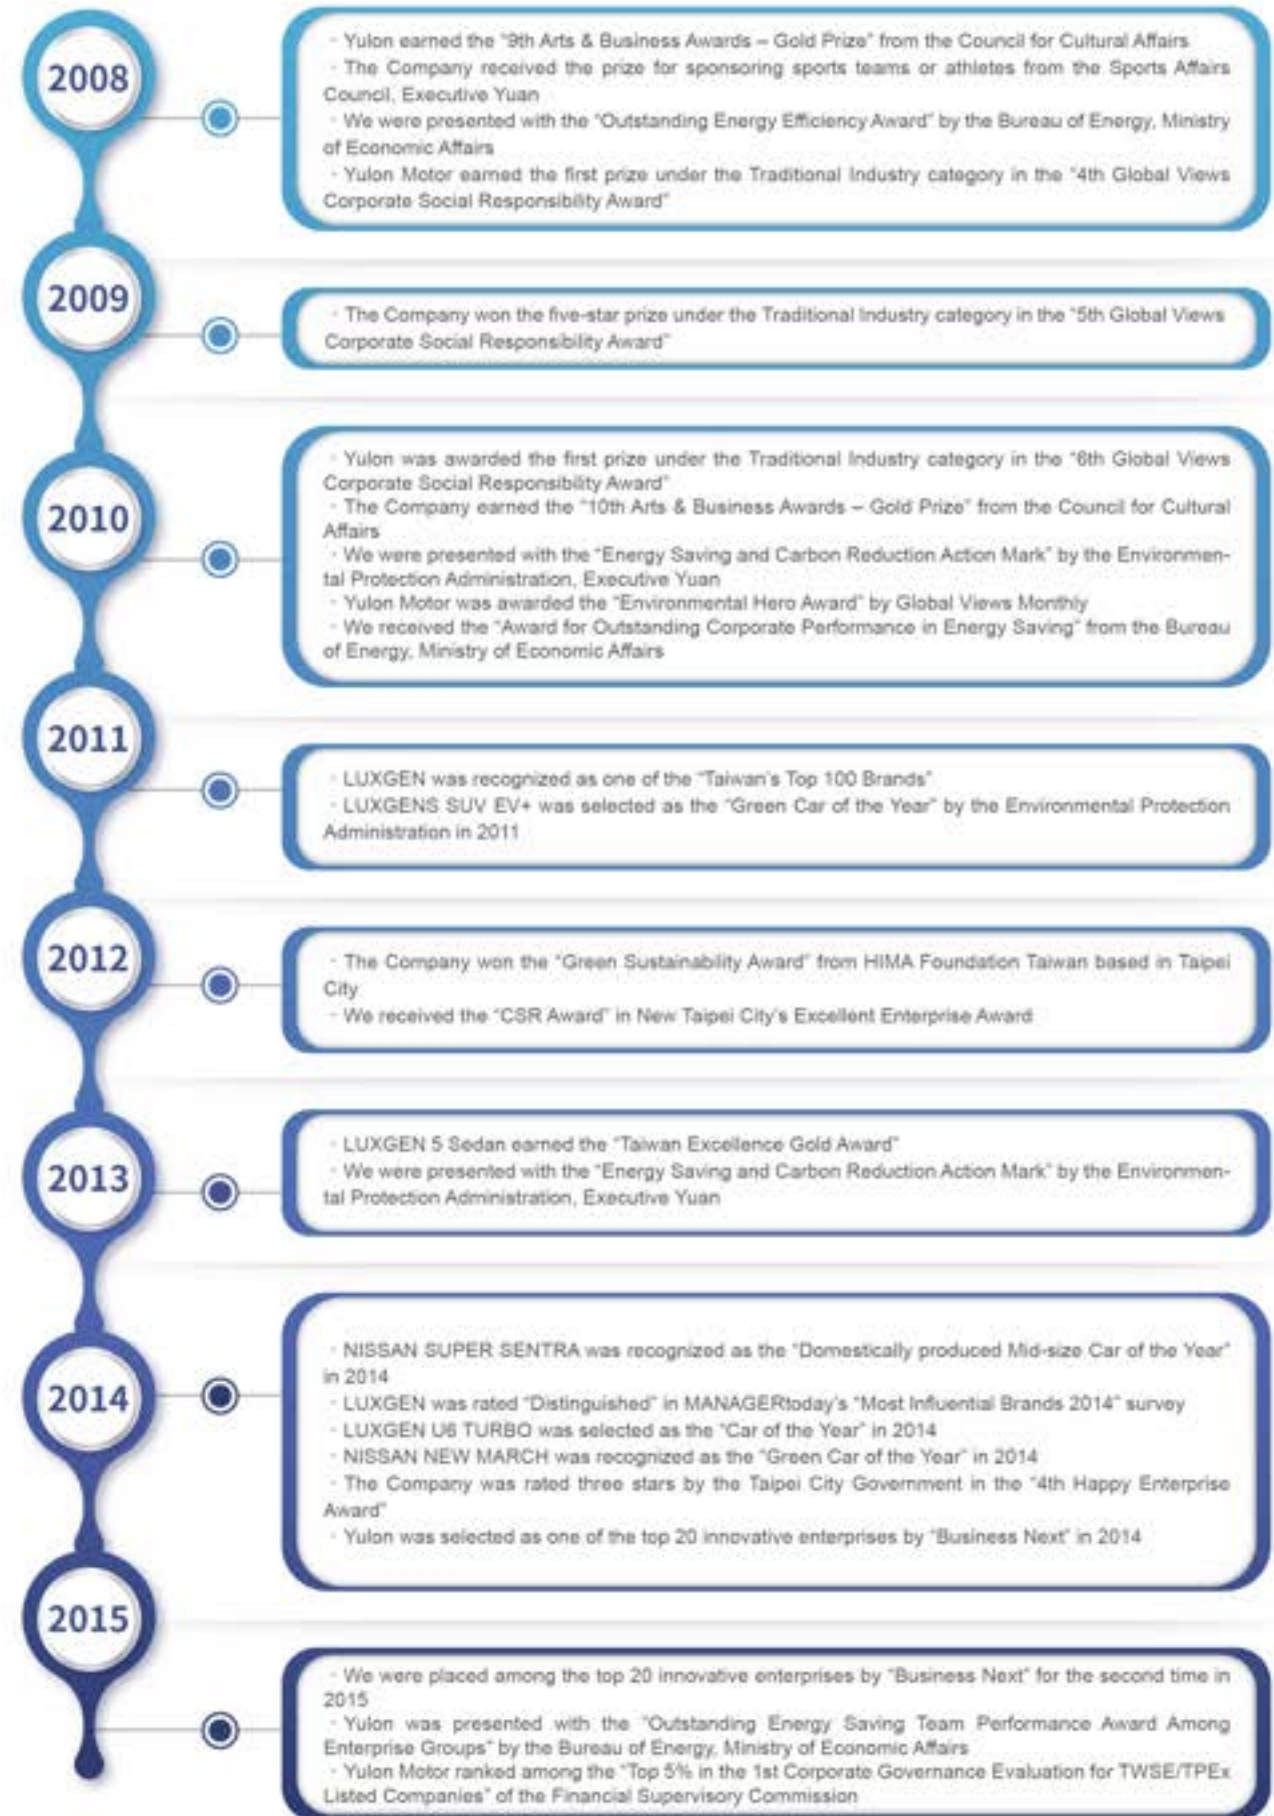 2008
· Yulon earned the "9th Arts & Business Awards – Gold Prize" from the Council for Cultural Affairs
· The Company received the prize for sponsoring sports teams or athletes from the Sports Affairs
Council, Executive Yuan
· We were presented with the "Outstanding Energy Efficiency Award" by the Bureau of Energy, Ministry
of Economic Affairs
· Yulon Motor earned the first prize under the Traditional Industry category in the "4th Global Views
Corporate Social Responsibility Award"
2009
· The Company won the five-star prize under the Traditional Industry category in the "5th Global Views
Corporate Social Responsibility Award"
2010
· Yulon was awarded the first prize under the Traditional Industry category in the "6th Global Views
Corporate Social Responsibility Award"
· The Company earned the "10th Arts & Business Awards – Gold Prize" from the Council for Cultural
Affairs
· We were presented with the "Energy Saving and Carbon Reduction Action Mark" by the Environmen-
tal Protection Administration, Executive Yuan
· Yulon Motor was awarded the "Environmental Hero Award" by Global Views Monthly
· We received the "Award for Outstanding Corporate Performance in Energy Saving" from the Bureau
of Energy, Ministry of Economic Affairs
2011
· LUXGEN was recognized as one of the "Taiwan's Top 100 Brands"
· LUXGENS SUV EV+ was selected as the "Green Car of the Year" by the Environmental Protection
Administration in 2011
2012
· The Company won the "Green Sustainability Award" from HIMA Foundation Taiwan based in Taipei
City
· We received the "CSR Award" in New Taipei City's Excellent Enterprise Award
2013
· LUXGEN 5 Sedan earned the "Taiwan Excellence Gold Award"
· We were presented with the "Energy Saving and Carbon Reduction Action Mark" by the Environmen-
tal Protection Administration, Executive Yuan
2014
· NISSAN SUPER SENTRA was recognized as the "Domestically produced Mid-size Car of the Year"
in 2014
· LUXGEN was rated "Distinguished" in MANAGERtoday's "Most Influential Brands 2014" survey
· LUXGEN U6 TURBO was selected as the "Car of the Year" in 2014
· NISSAN NEW MARCH was recognized as the "Green Car of the Year" in 2014
· The Company was rated three stars by the Taipei City Government in the "4th Happy Enterprise
Award"
· Yulon was selected as one of the top 20 innovative enterprises by "Business Next" in 2014
2015
· We were placed among the top 20 innovative enterprises by "Business Next" for the second time in
2015
· Yulon was presented with the "Outstanding Energy Saving Team Performance Award Among
Enterprise Groups" by the Bureau of Energy, Ministry of Economic Affairs
· Yulon Motor ranked among the "Top 5% in the 1st Corporate Governance Evaluation for TWSE/TPEx
Listed Companies" of the Financial Supervisory Commission